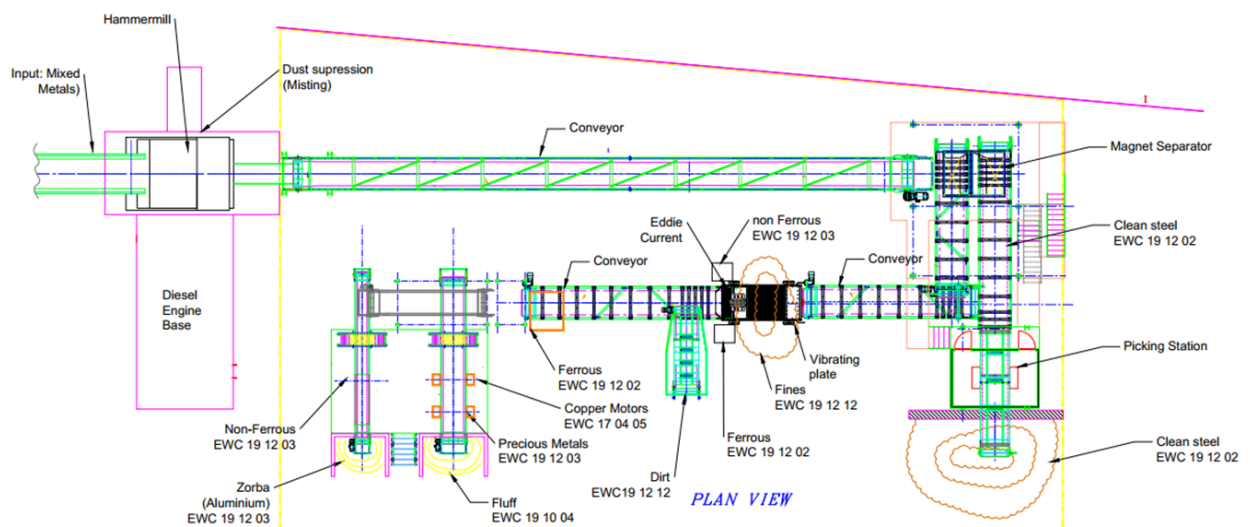 Hammermill
Input: Mixed
Metals)
Dust supression
(Misting)
Conveyor
I
Magnet Separator
Eddie
Current
non Ferrous
EWC 19 12 03
Clean steel
EWC 19 12 02
Conveyor
Conveyor
Diesel
Engine
Base
Picking Station
Vibrating
plate
Ferrous
EWC 19 12 02
Fines
EWC 19 12 12
Copper Motors
EWC 17 04 05
Non-Ferrous
EWC 19 12 03
Precious Metals
EWC 19 12 03
Ferrous
EWC 19 12 02
Clean steel
EWC 19 12 02
Dirt
EWC19 12 12
Zorba
(Aluminium)
EWC 19 12 03
Fluff
EWC 19 10 04
PLAN VIEW